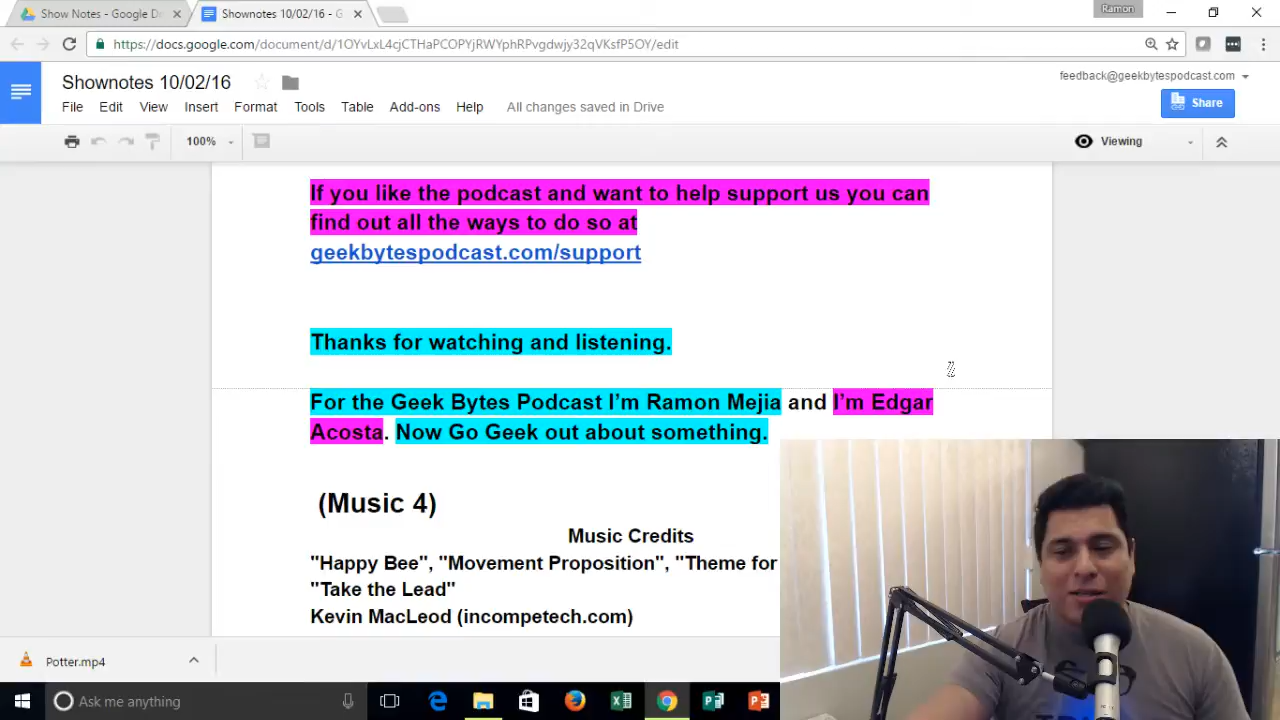 Show Notes - Google Do
Shownotes 10/02/16 - G
Ramon
https://docs.google.com/document/d/1OYvLxL4cjCTHaPCOPYjRWYphRPvgdwjy32qVKsfP5OY/edit
Shownotes 10/02/16
feedback@geekbytespodcast.com
File Edit View Insert Format Tools Table Add-ons Help All changes saved in Drive
Share
100%
Viewing
If you like the podcast and want to help support us you can
find out all the ways to do so at
geekbytespodcast.com/support
Thanks for watching and listening.
For the Geek Bytes Podcast I'm Ramon Mejia and I'm Edgar
Acosta. Now Go Geek out about something.
(Music 4)
Music Credits
"Happy Bee", "Movement Proposition", "Theme for
"Take the Lead"
Kevin MacLeod (incompetech.com)
Potter.mp4
Ask me anything